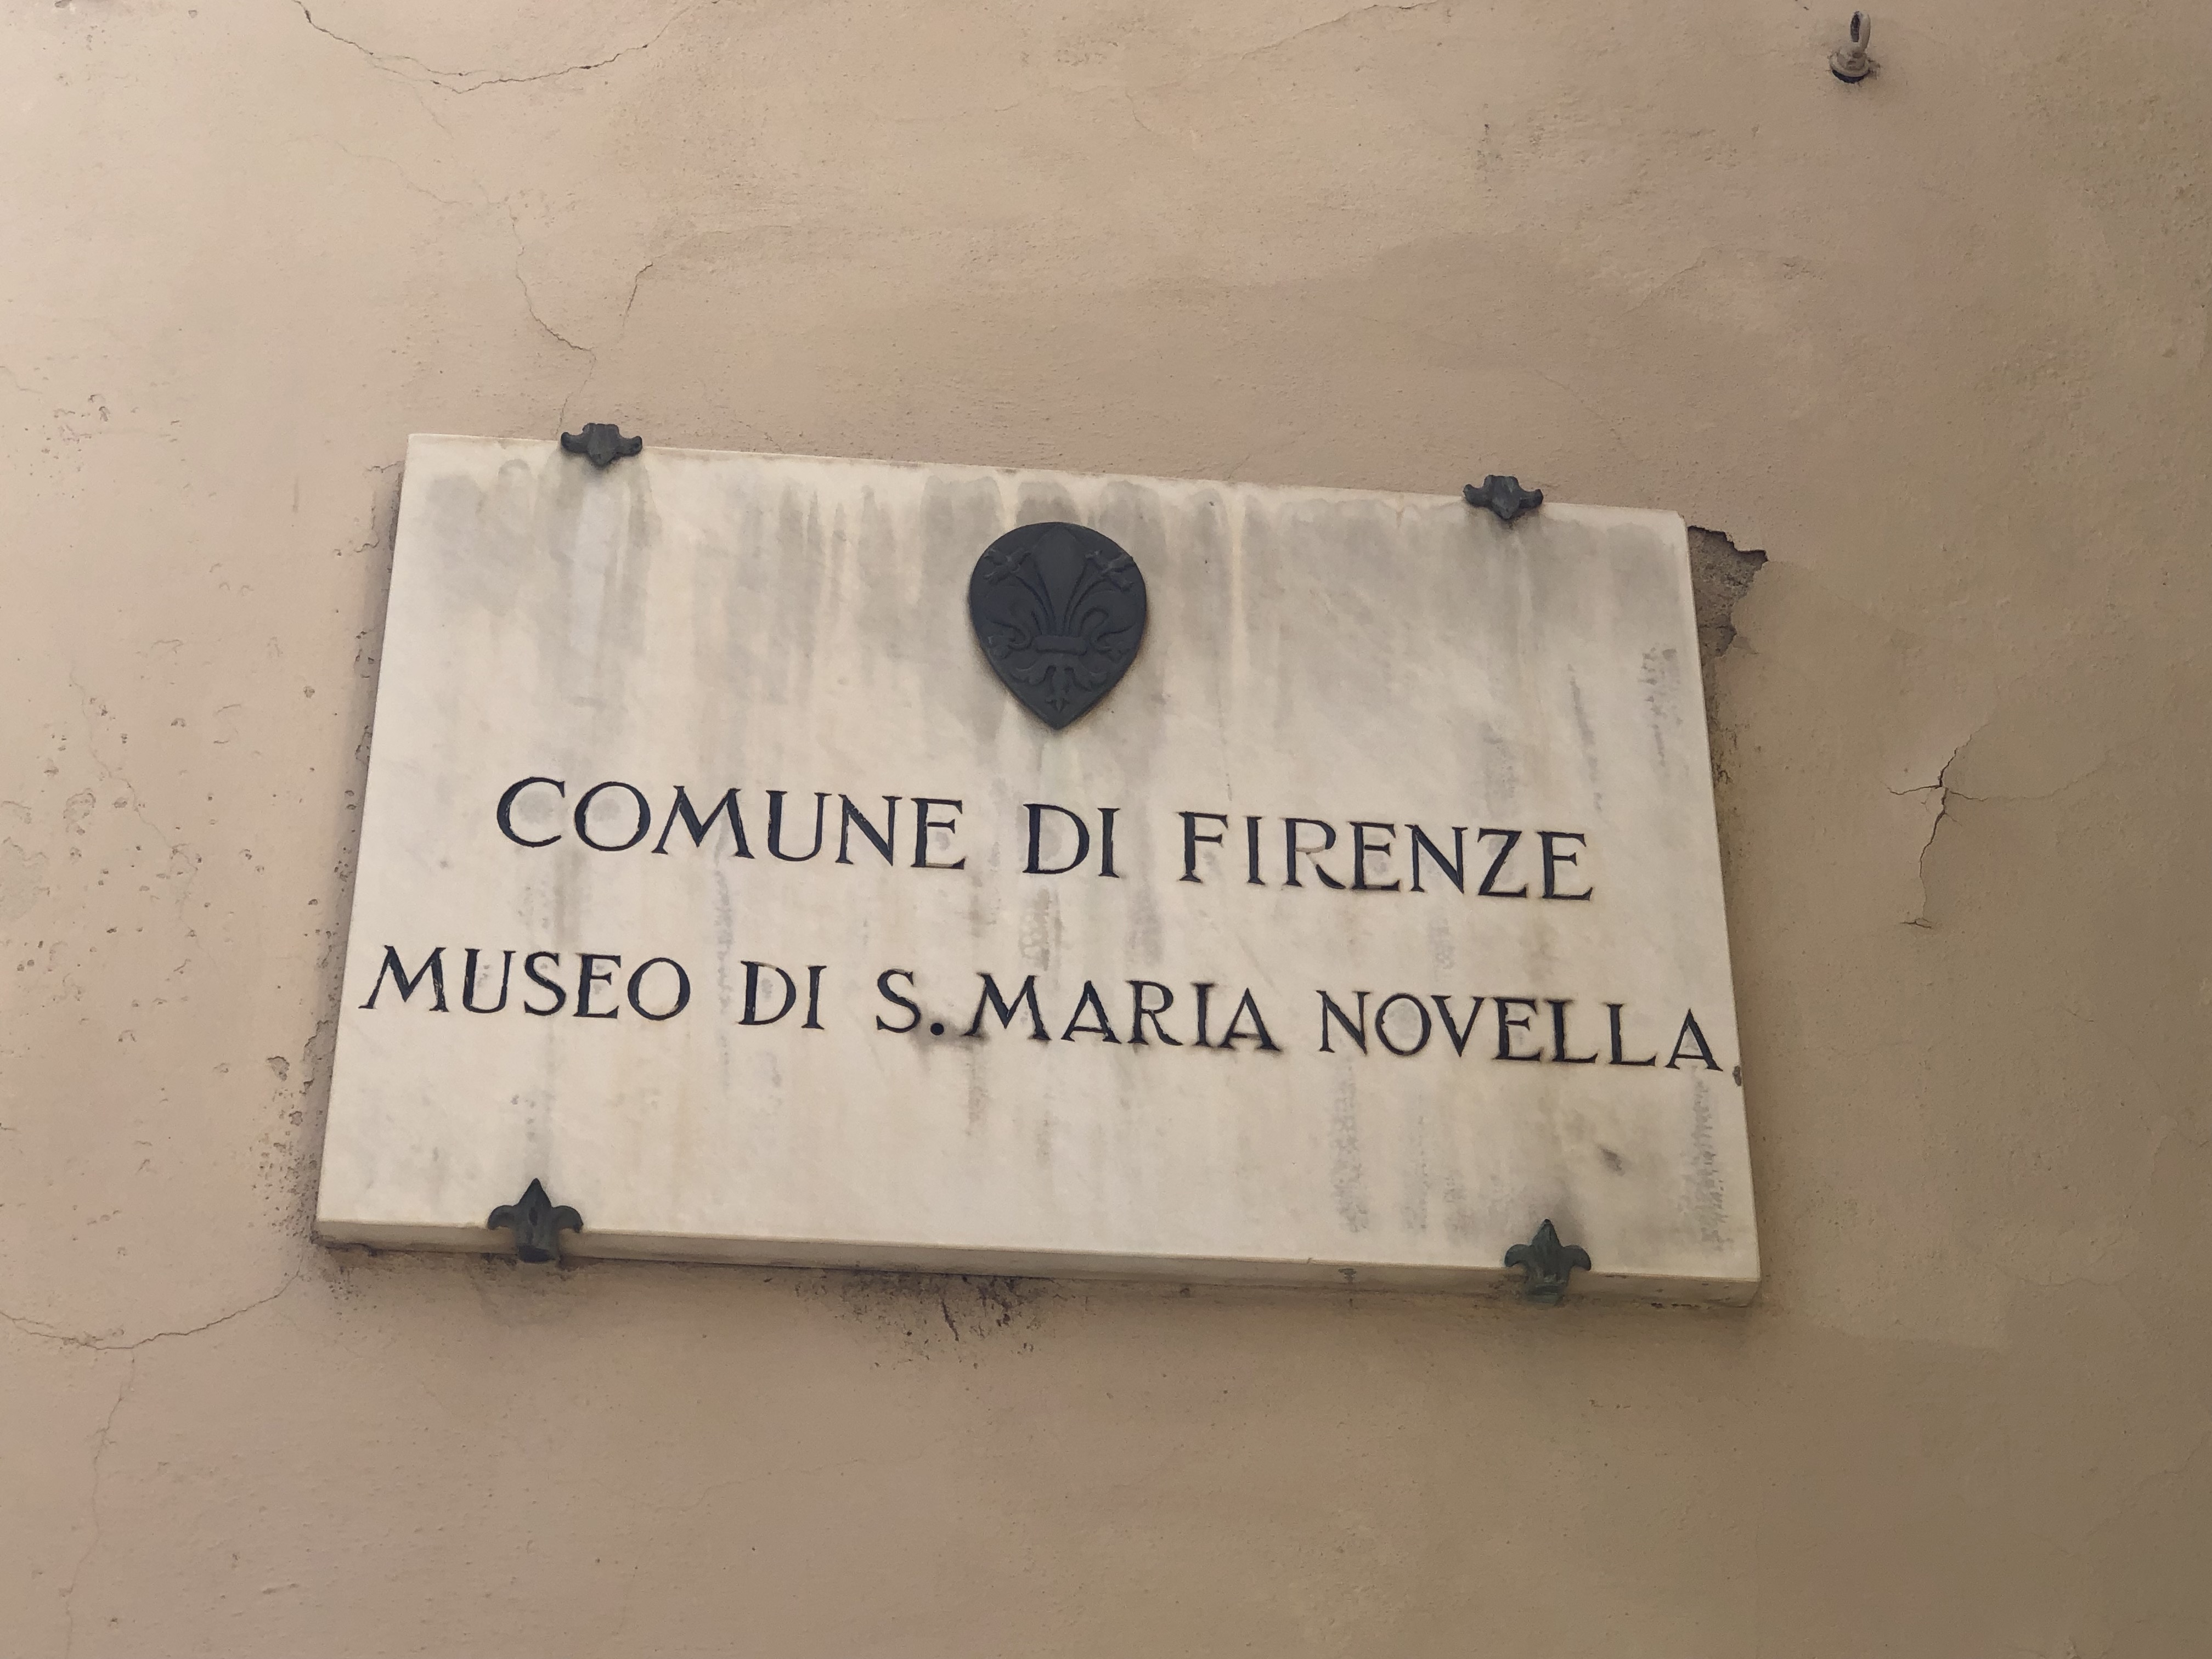 COMUNE DI FIRENZE
MUSEO DI S. MARIA NOVELLA